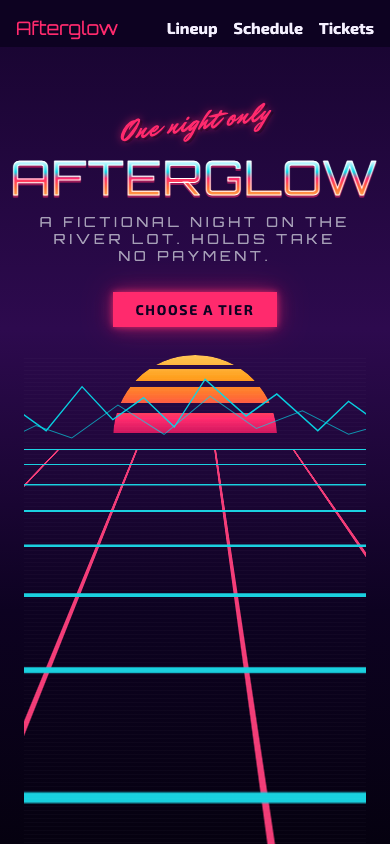 Afterglow
Lineup Schedule Tickets
One night only
AFTERGLOW
A FICTIONAL NIGHT ON THE
RIVER LOT. HOLDS TAKE
NO PAYMENT.
CHOOSE A TIER